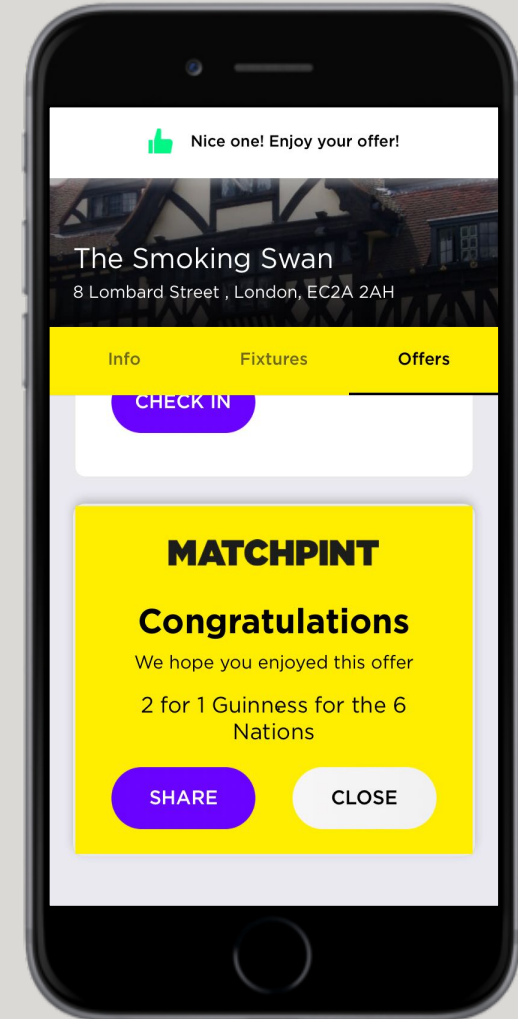 Nice one! Enjoy your offer!
The Smoking Swan
8 Lombard Street , London, EC2A 2AH
Info Fixtures Offers
CHECK IN
MATCHPINT
Congratulations
We hope you enjoyed this offer
2 for 1 Guinness for the 6
Nations
SHARE CLOSE